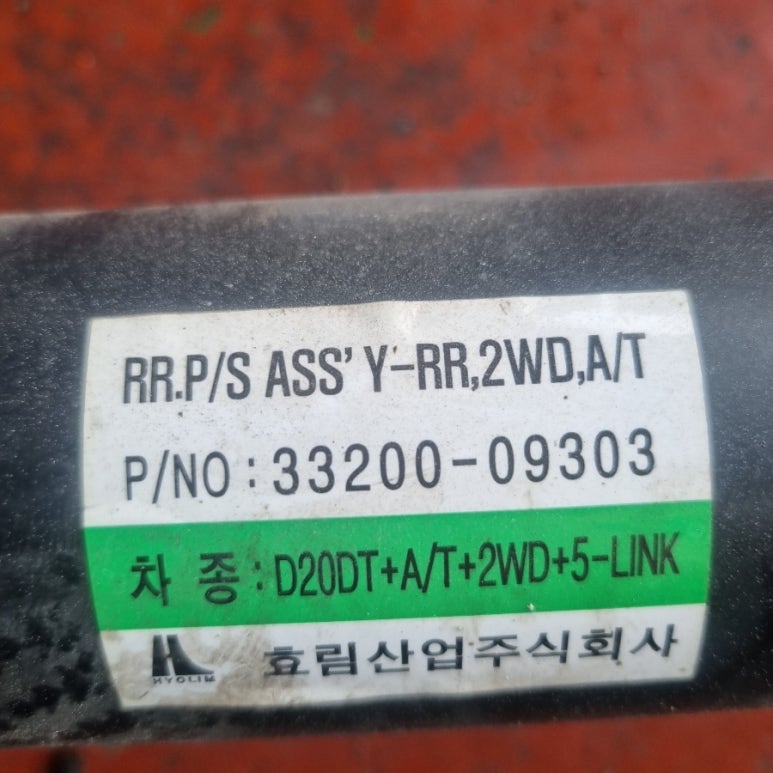 RR.P/S ASS'Y-RR,2WD,A/T
P/NO : 33200-09303
차 종 : D20DT+A/T+2WD+5-LINK
HYOLIM 효림산업주식회사